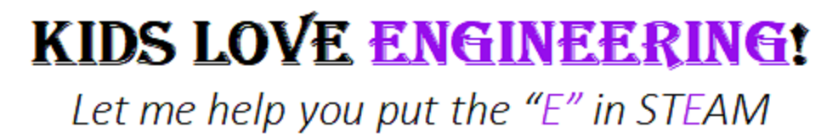 KIDS LOVE ENGINEERING!
Let me help you put the “E” in STEAM